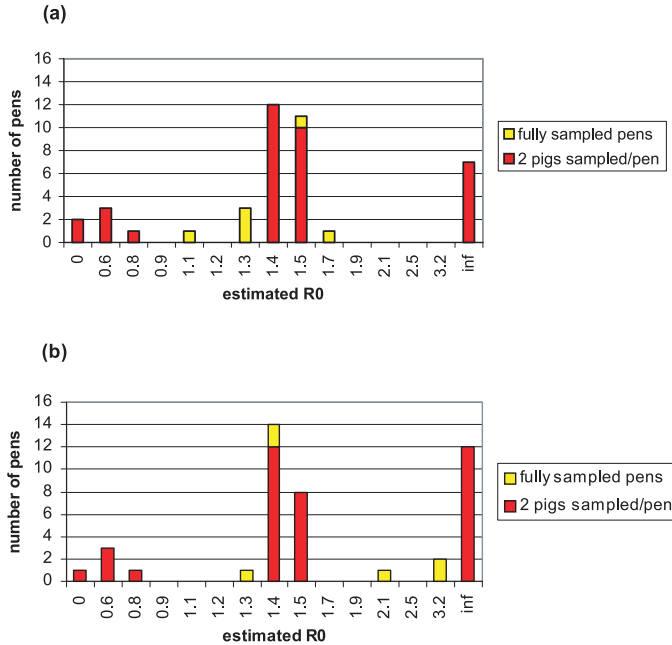 (a)
16
14
12
10
8
6
4
2
0
number of pens
0 0.6 0.8 0.9 1.1 1.2 1.3 1.4 1.5 1.7 1.9 2.1 2.5 3.2 inf
estimated R0
fully sampled pens
2 pigs sampled/pen
(b)
16
14
12
10
8
6
4
2
0
number of pens
0 0.6 0.8 0.9 1.1 1.2 1.3 1.4 1.5 1.7 1.9 2.1 2.5 3.2 inf
estimated R0
fully sampled pens
2 pigs sampled/pen